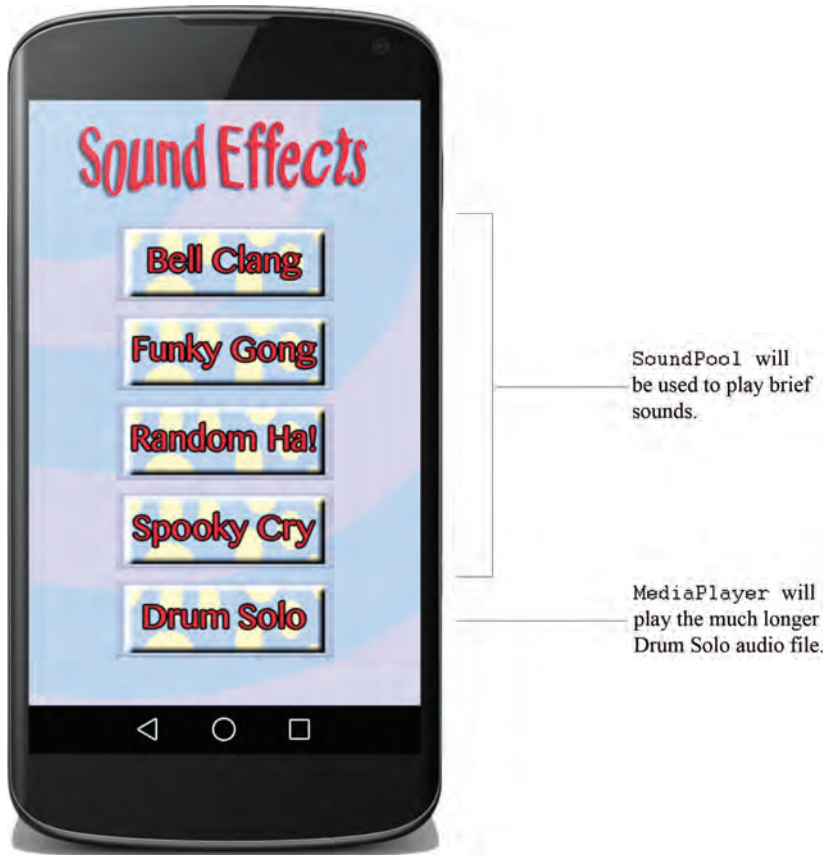 Sound Effects
Bell Clang
Funky Gong
Random Ha!
Spooky Cry
Drum Solo
SoundPool will
be used to play brief
sounds.
MediaPlayer will
play the much longer
Drum Solo audio file.